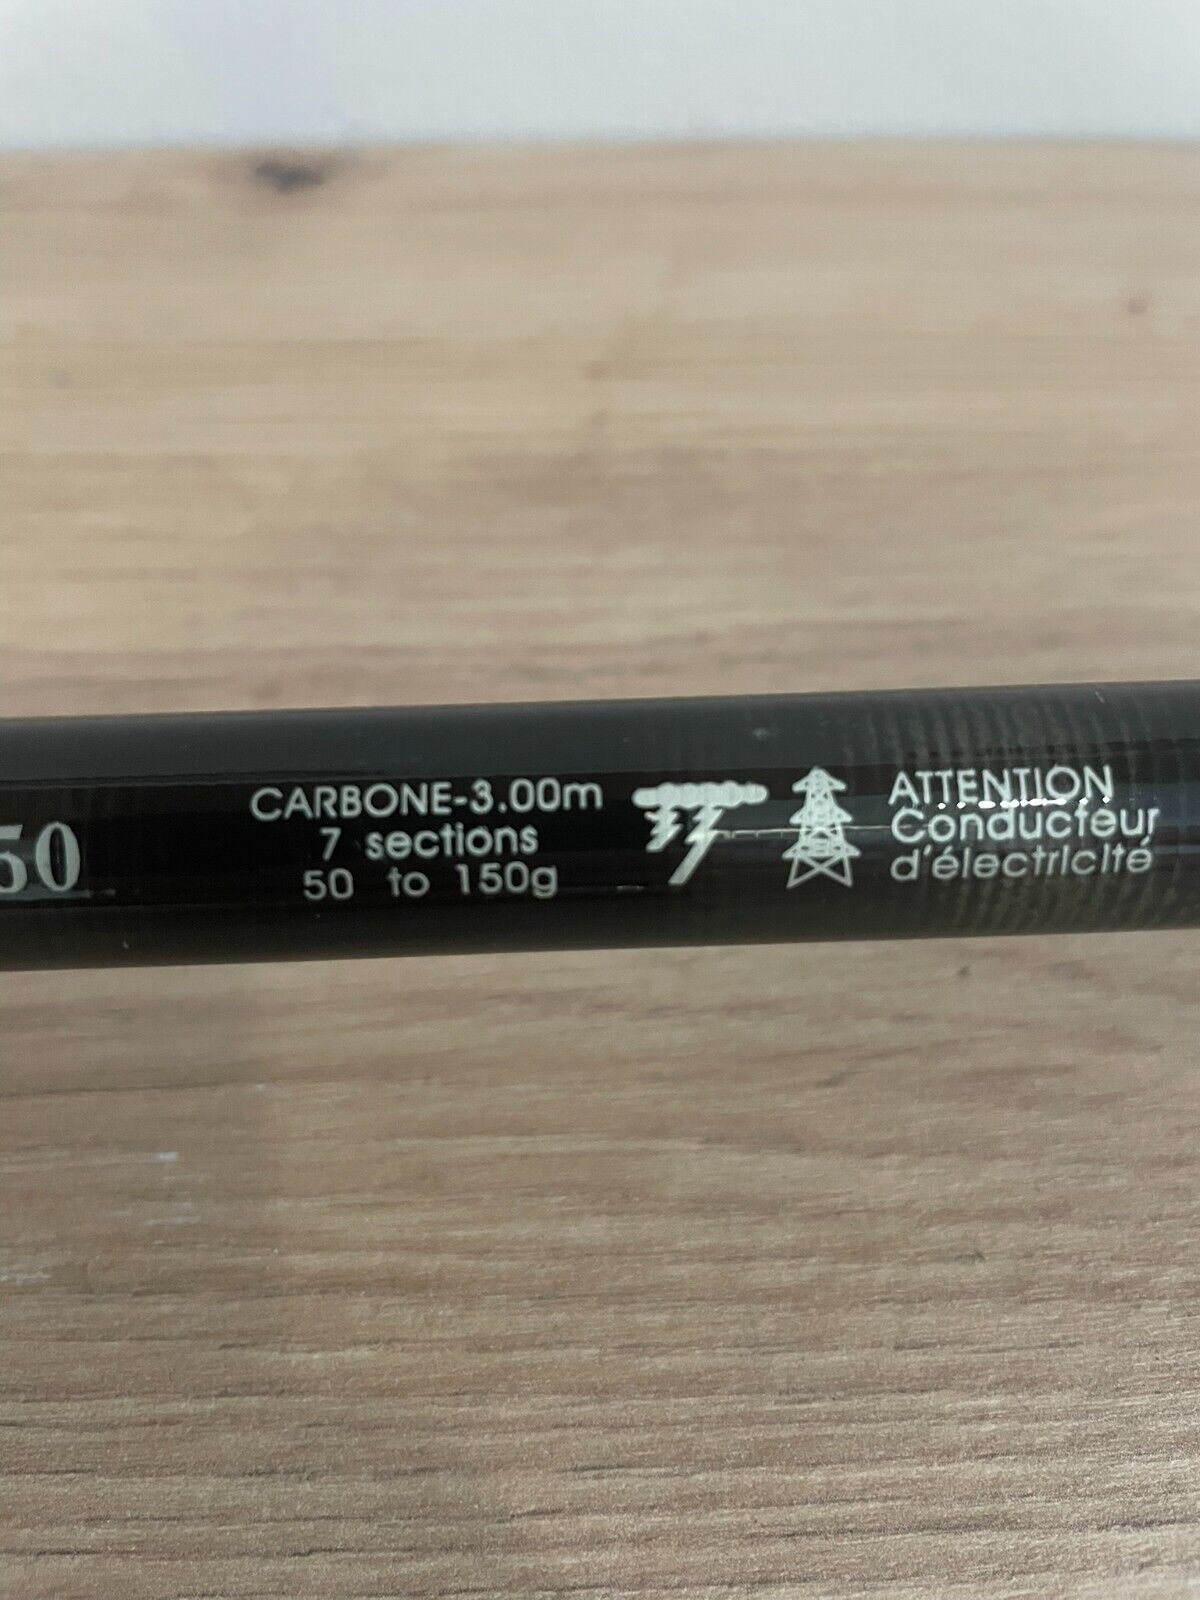 50
CARBONE-3.00m
7 sections
50 to 150g
ATTENTION
Conducteur
d'électricité